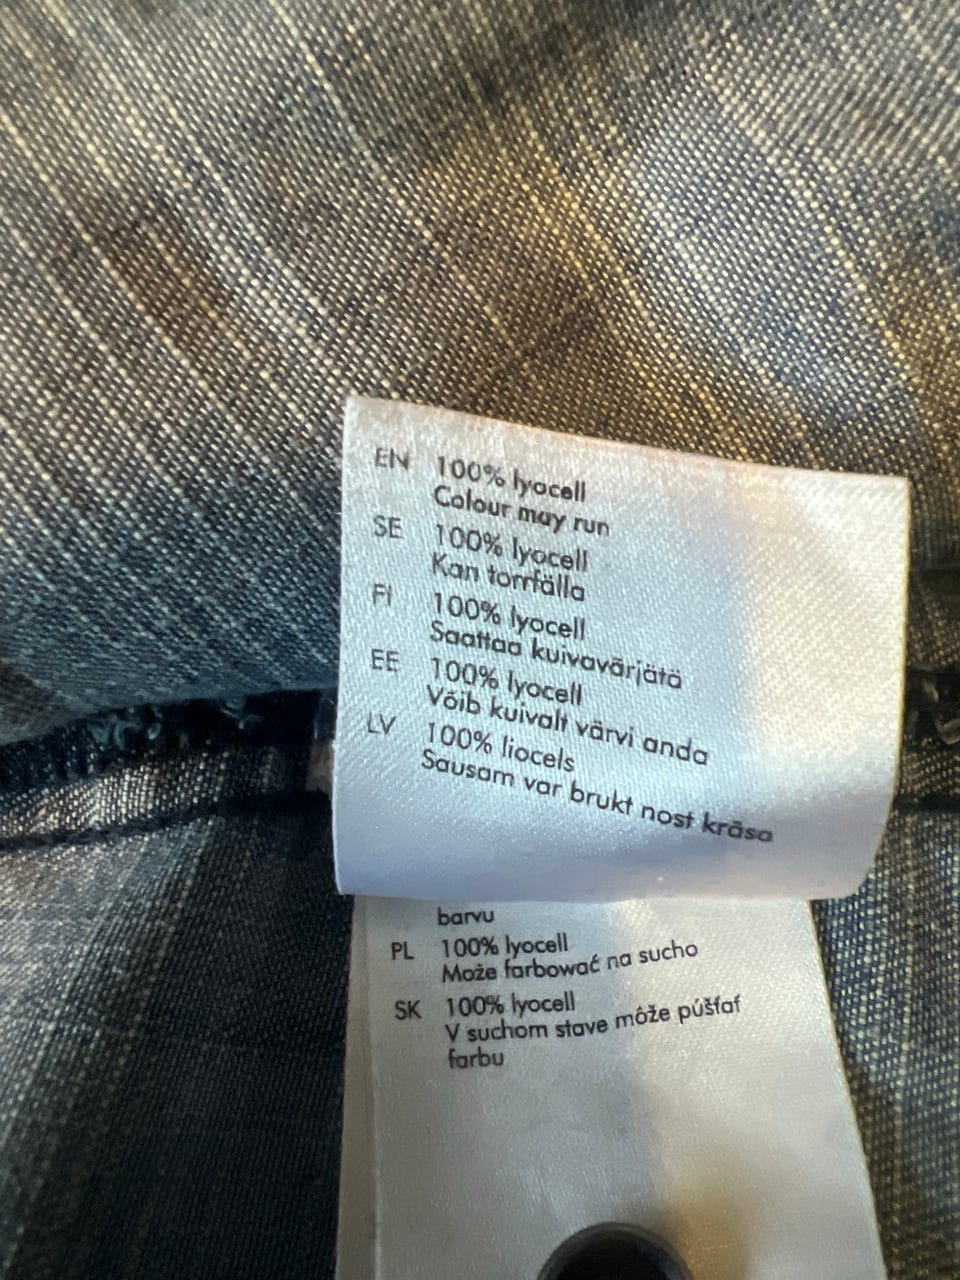 EN 100% lyocell
Colour may run
SE 100% lyocell
Kan torrfälla
FI 100% lyocell
Saattaa kuivavärjätä
EE 100% lyocell
Võib kuivalt värvi anda
LV 100% liocels
Sausam var brukt nost krāsa
barvu
PL 100% lyocell
Może farbować na sucho
SK 100% lyocell
V suchom stave môže púšťať
farbu